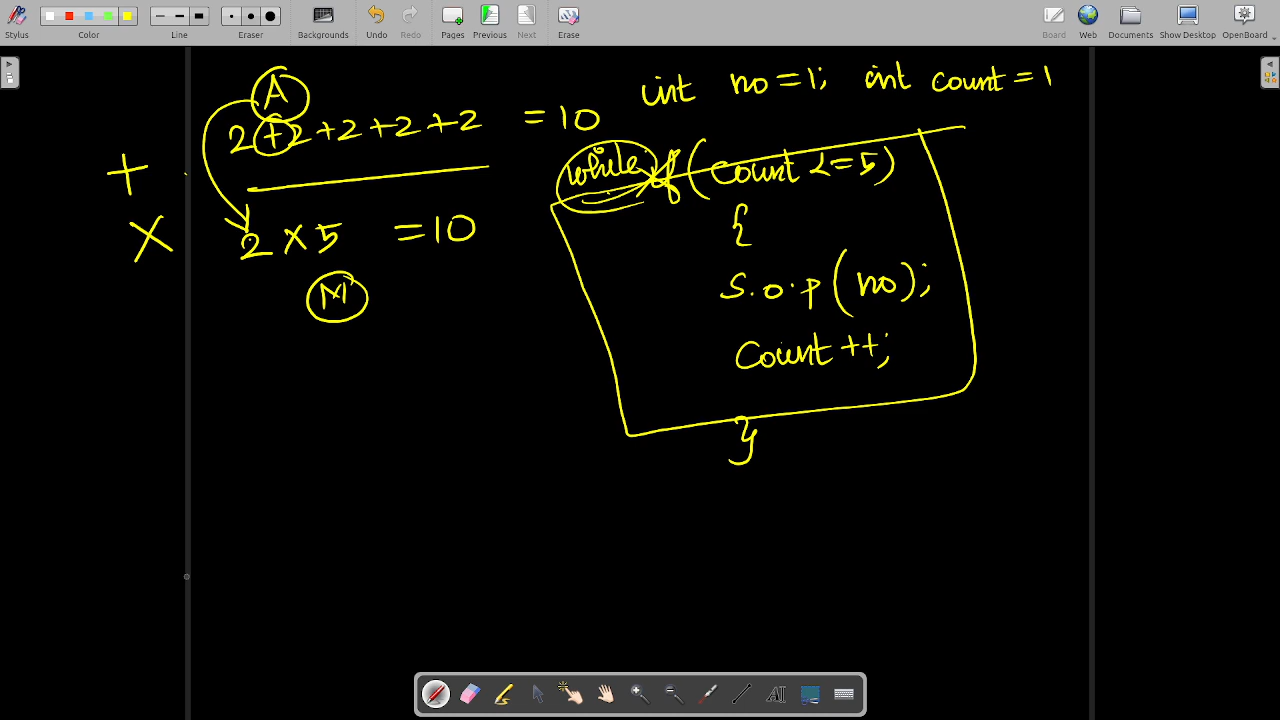 Stylus Color Line Eraser Backgrounds Undo Redo Pages Previous Next Erase Board Web Documents Show Desktop OpenBoard
A
2+2+2+2+2 =10
+
X 2 X 5 =10
M
int no=1; int count=1
while if (Count <=5)
{
S.o.p (no);
Count ++;
}
AI